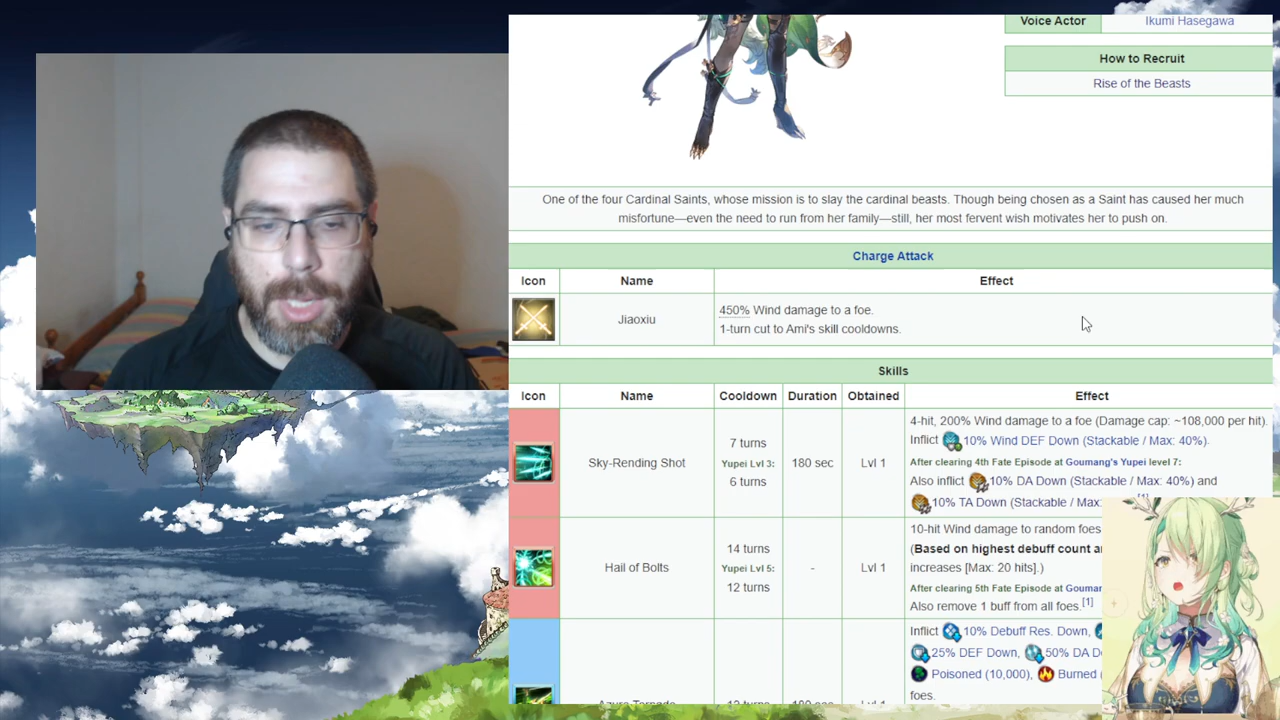 Voice Actor Ikumi Hasegawa
How to Recruit
Rise of the Beasts
One of the four Cardinal Saints, whose mission is to slay the cardinal beasts. Though being chosen as a Saint has caused her much
misfortune—even the need to run from her family—still, her most fervent wish motivates her to push on.
Charge Attack
Icon Name Effect
Jiaoxiu
450% Wind damage to a foe.
1-turn cut to Ami's skill cooldowns.
Skills
Icon Name Cooldown Duration Obtained Effect
Sky-Rending Shot
7 turns
Yupei Lvl 3:
6 turns
180 sec
Lvl 1
4-hit, 200% Wind damage to a foe (Damage cap: ~108,000 per hit).
Inflict 10% Wind DEF Down (Stackable / Max: 40%).
After clearing 4th Fate Episode at Goumang's Yupei level 7:
Also inflict 10% DA Down (Stackable / Max: 40%) and
10% TA Down (Stackable / Max:
Hail of Bolts
14 turns
Yupei Lvl 5:
12 turns
-
Lvl 1
10-hit Wind damage to random foes
(Based on highest debuff count
increases [Max: 20 hits].)
After clearing 5th Fate Episode at
Also remove 1 buff from all foes.[1]
Inflict 10% Debuff Res. Down,
25% DEF Down, 50% DA
Poisoned (10,000), Burned
foes.